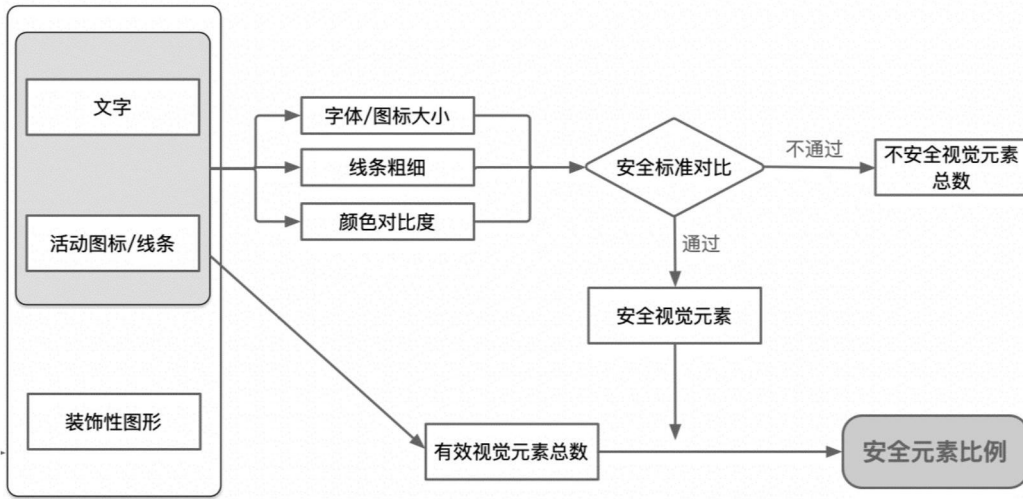 文字
活动图标/线条
装饰性图形
字体/图标大小
线条粗细
颜色对比度
安全标准对比
不通过
不安全视觉元素
总数
通过
安全视觉元素
有效视觉元素总数
安全元素比例